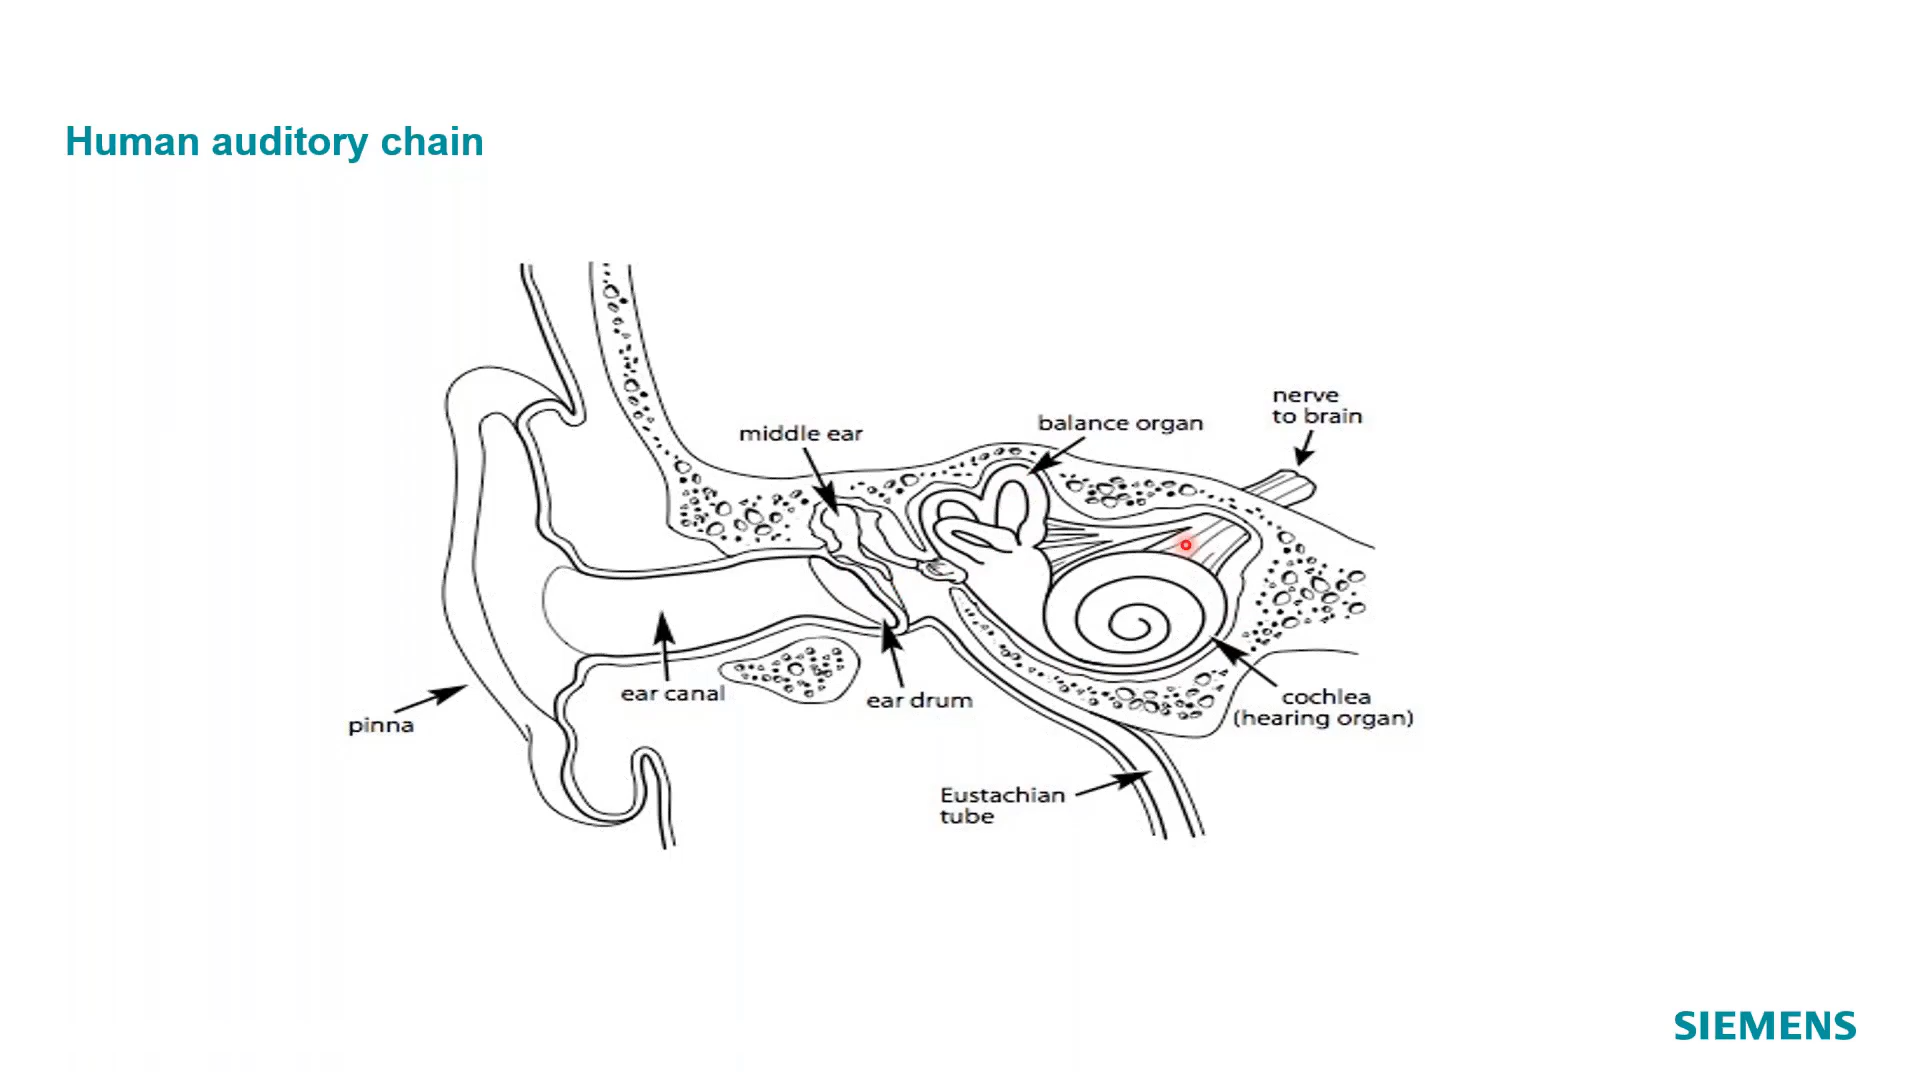 Human auditory chain
nerve
to brain
balance organ
middle ear
ear canal
ear drum
cochlea
(hearing organ)
pinna
Eustachian
tube
SIEMENS